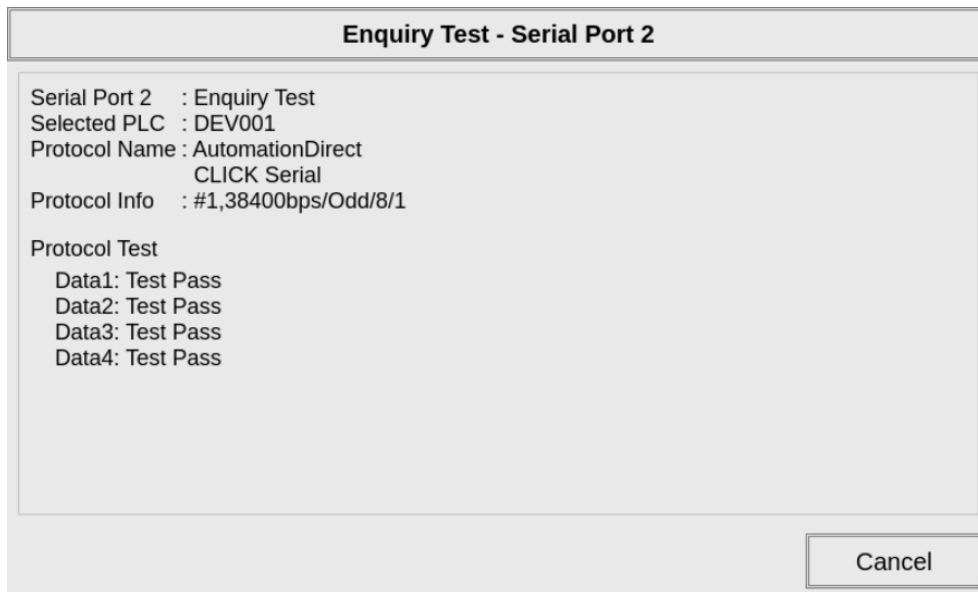 Enquiry Test - Serial Port 2
Serial Port 2 : Enquiry Test
Selected PLC : DEV001
Protocol Name : AutomationDirect
CLICK Serial
Protocol Info : #1,38400bps/Odd/8/1
Protocol Test
Data1: Test Pass
Data2: Test Pass
Data3: Test Pass
Data4: Test Pass
Cancel